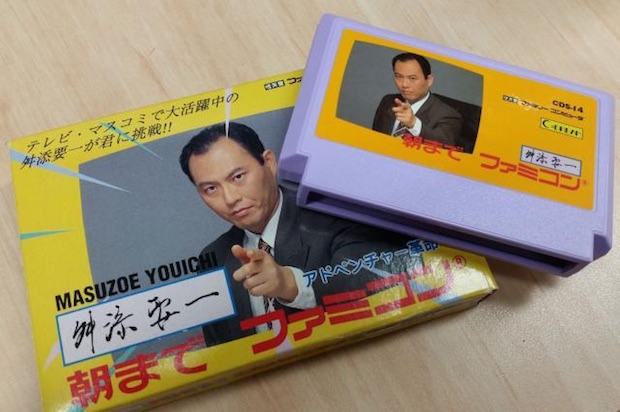 テレビ・マスコミで大活躍中の
舛添要一が君に挑戦!!
MASUZOE YOUICHI
舛添要一
アドベンチャー革命
朝まで ファミコン®
CDS-14
舛添要一
朝まで ファミコン®